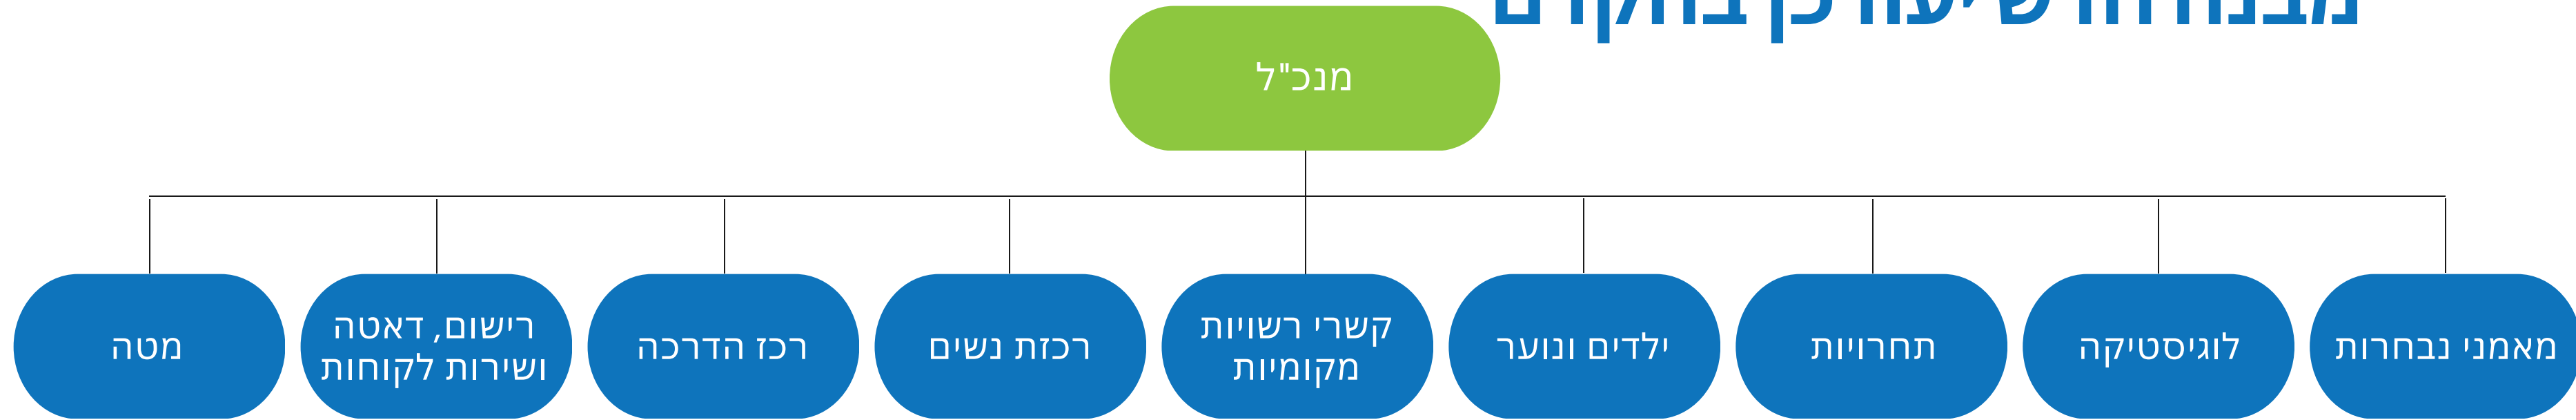 מנכ"ל
מאמני נבחרות
לוגיסטיקה
תחרויות
ילדים ונוער
קשרי רשויות
מקומיות
רכזת נשים
רכז הדרכה
רישום, דאטה
ושירות לקוחות
מטה